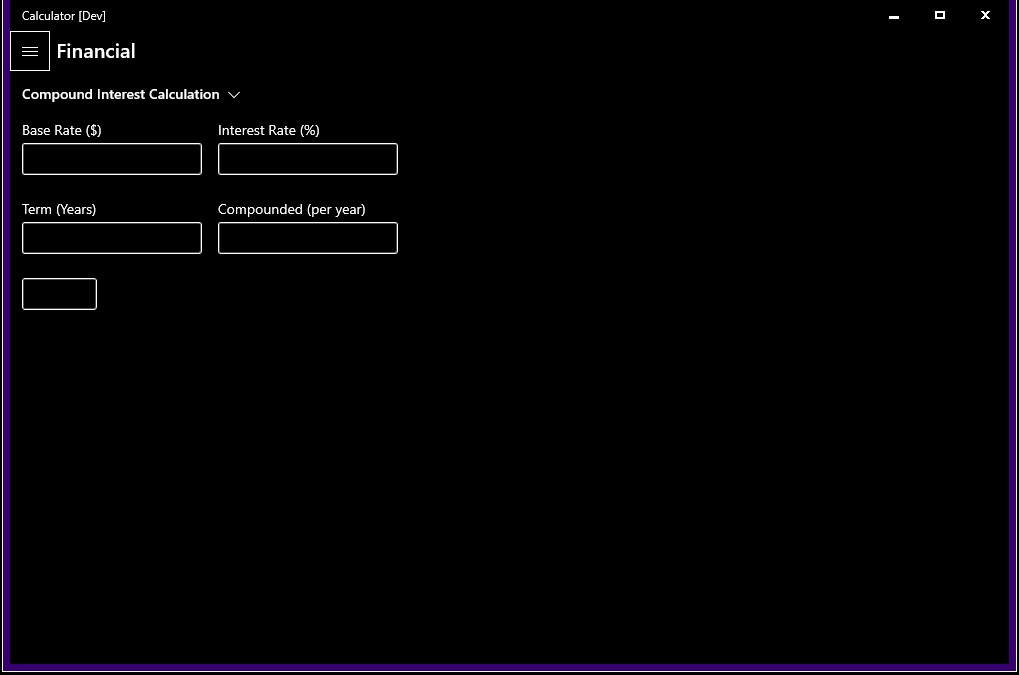 Calculator [Dev]
Financial
Compound Interest Calculation
Base Rate ($) Interest Rate (%)
Term (Years) Compounded (per year)